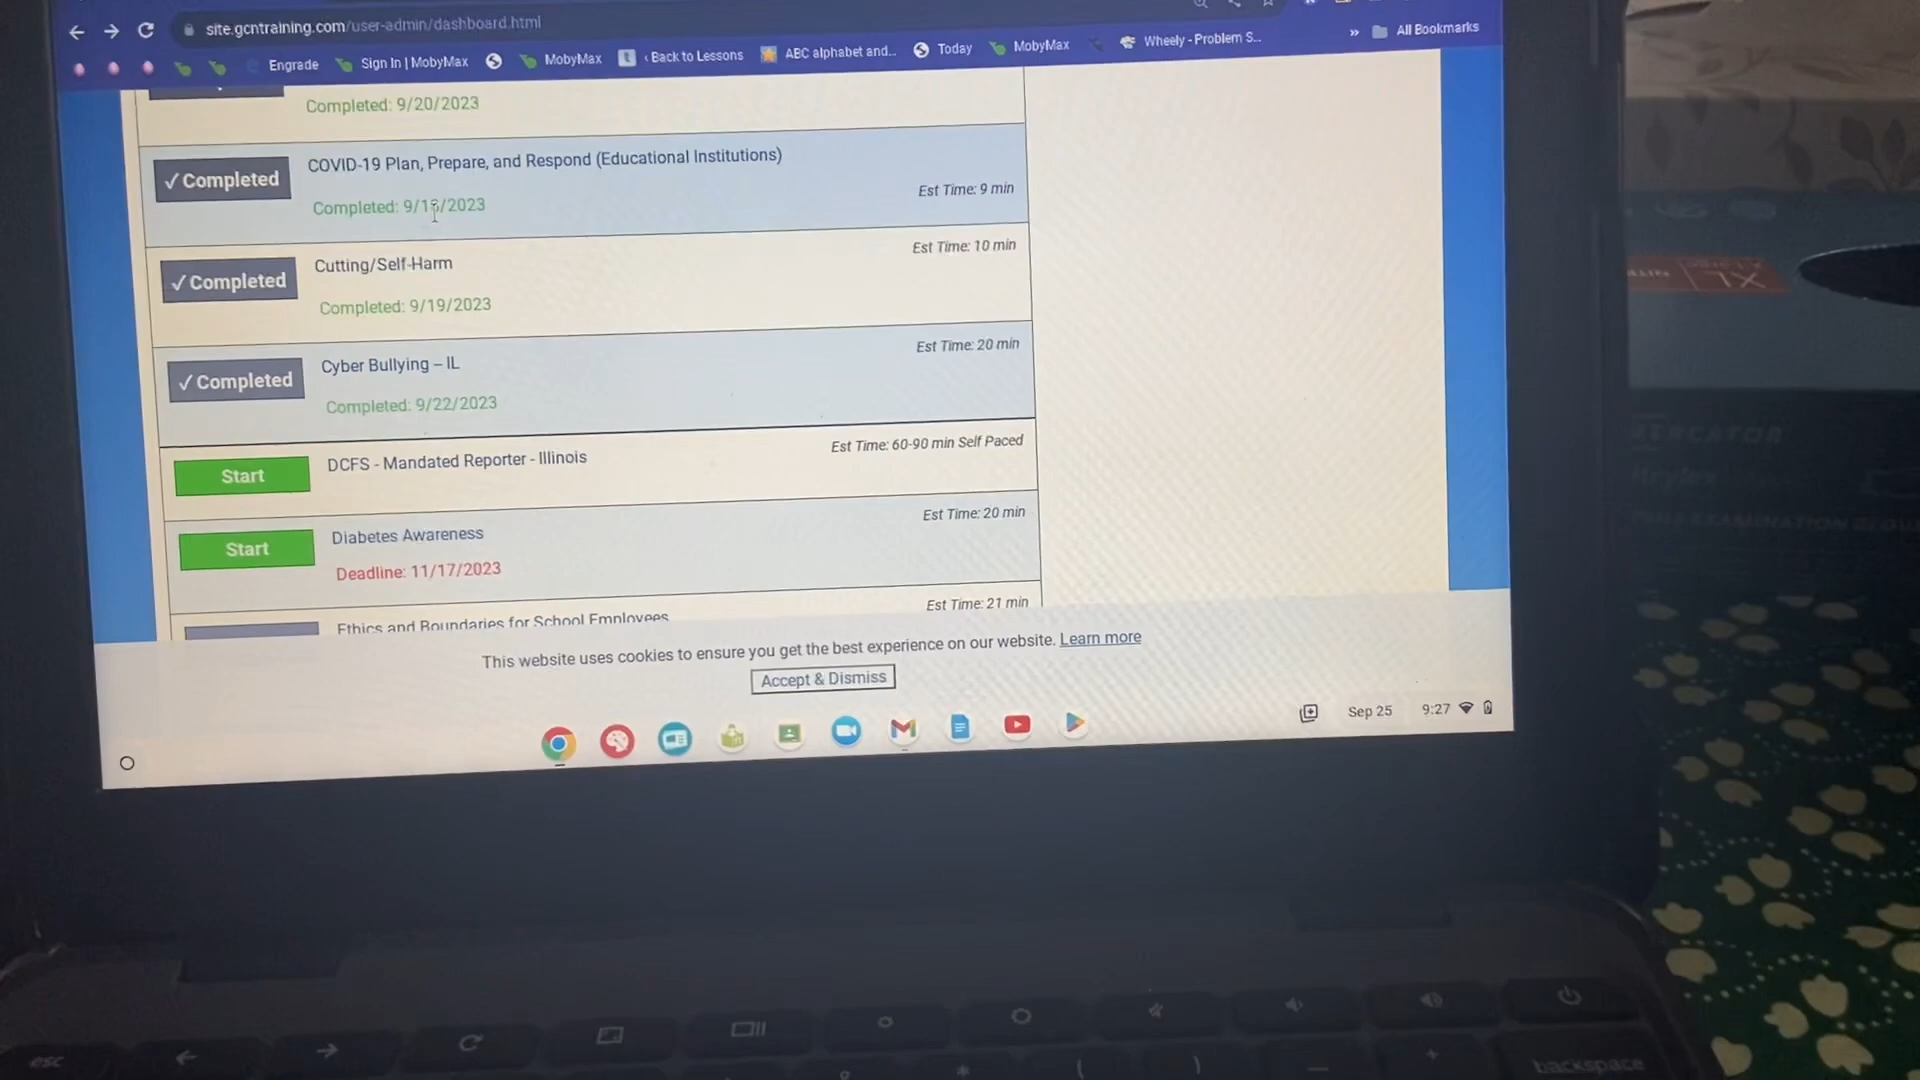 site.gcntraining.com/user-admin/dashboard.html
Engrade
Sign In | MobyMax
MobyMax
‹ Back to Lessons
ABC alphabet and...
Today
MobyMax
Wheely - Problem S...
»
All Bookmarks
Completed: 9/20/2023
✓ Completed
COVID-19 Plan, Prepare, and Respond (Educational Institutions)
Est Time: 9 min
Completed:
✓ Completed
Cutting/Self-Harm
Est Time: 10 min
Completed: 9/19/2023
✓ Completed
Cyber Bullying – IL
Est Time: 20 min
Completed: 9/22/2023
Start
DCFS - Mandated Reporter - Illinois
Est Time: 60-90 min Self Paced
Start
Diabetes Awareness
Est Time: 20 min
Deadline: 11/17/2023
Ethics and Boundaries for School Employees
Est Time: 21 min
This website uses cookies to ensure you get the best experience on our website. Learn more
Accept & Dismiss
Sep 25
9:27
XL
esc
backspace